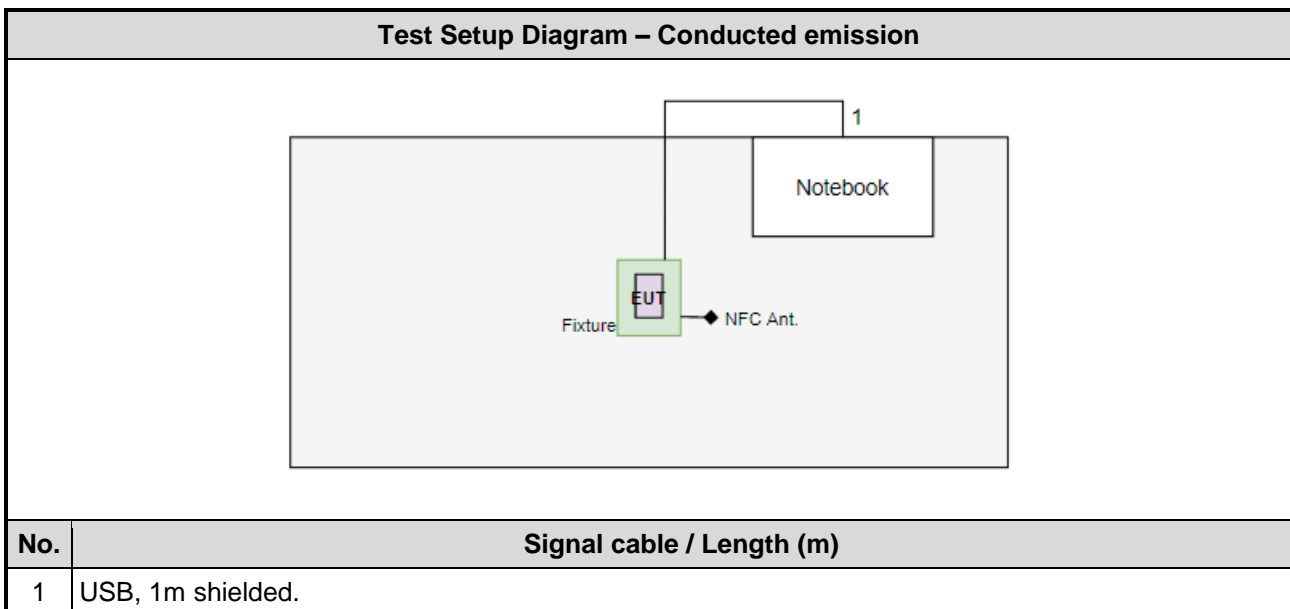 Test Setup Diagram – Conducted emission
1
Notebook
EUT
Fixture
NFC Ant.
No. Signal cable / Length (m)
1 USB, 1m shielded.